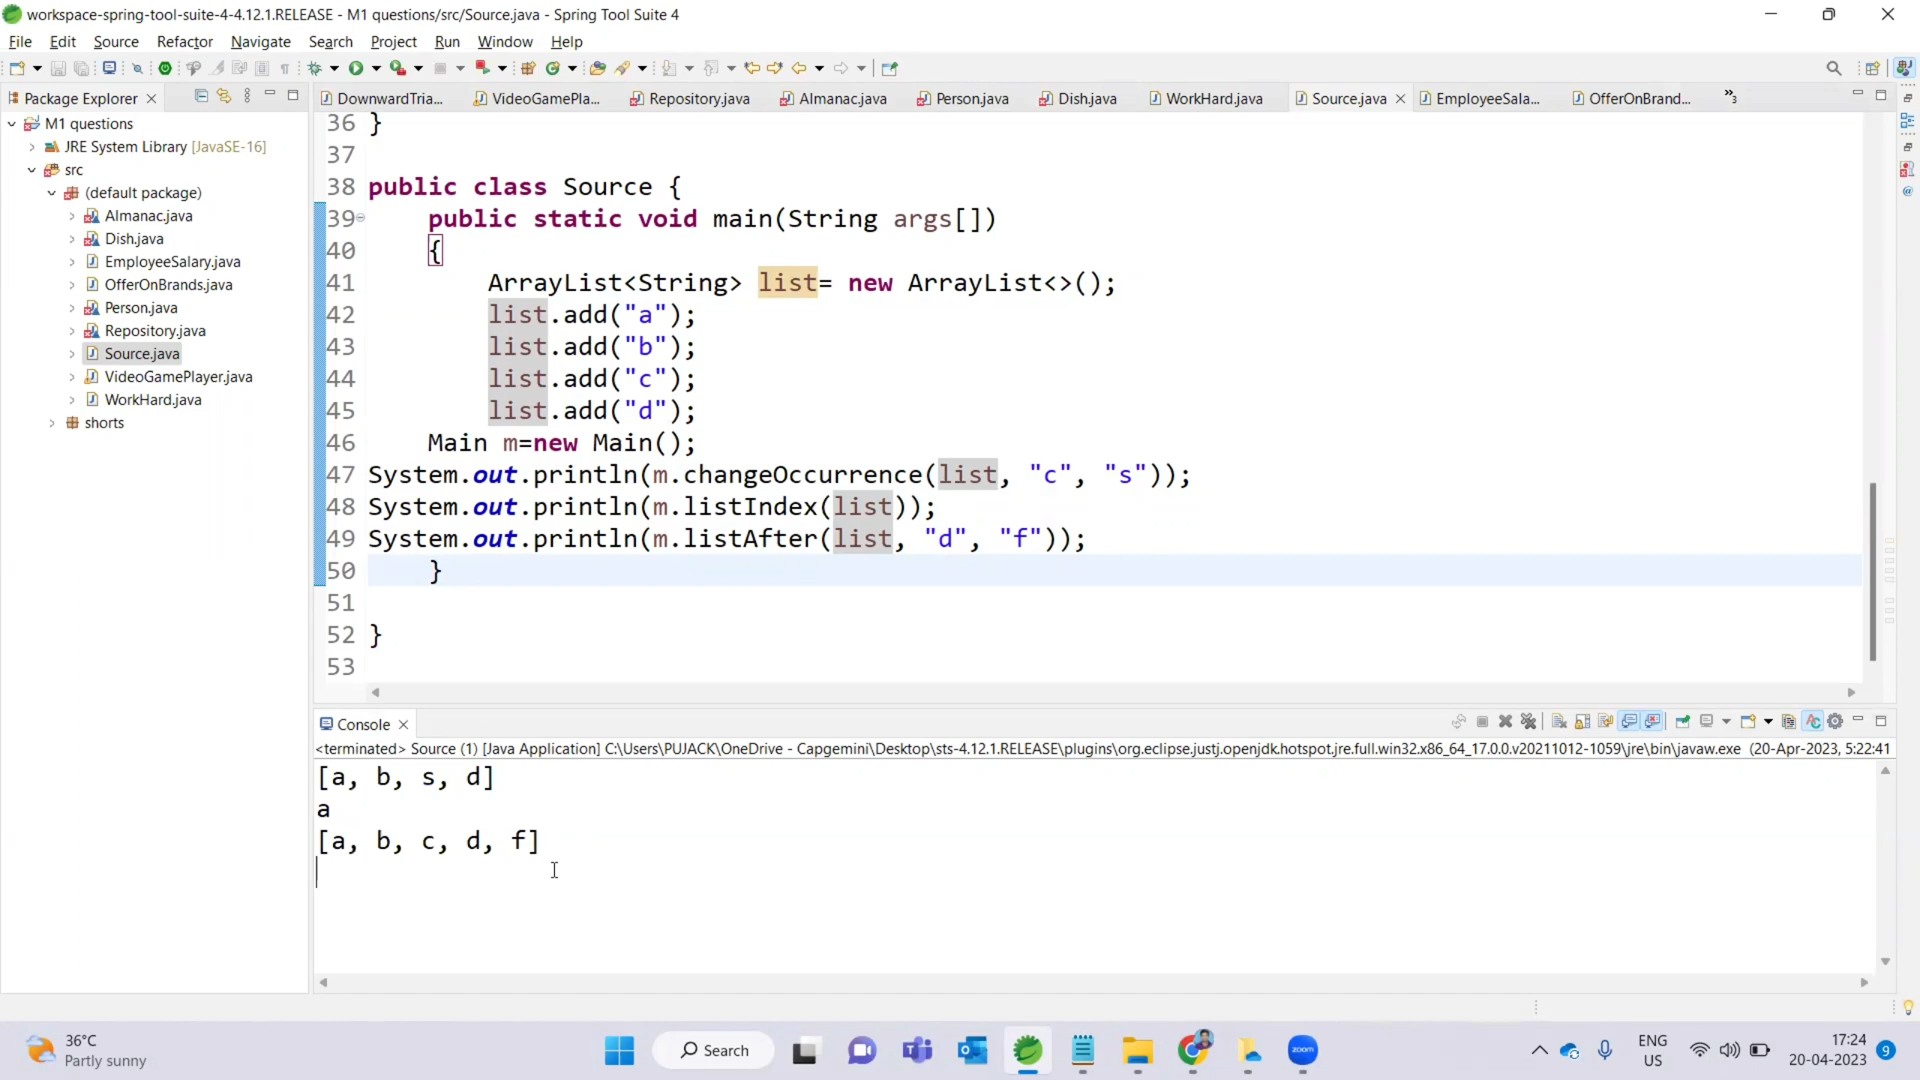 workspace-spring-tool-suite-4-4.12.1.RELEASE - M1 questions/src/Source.java - Spring Tool Suite 4
File Edit Source Refactor Navigate Search Project Run Window Help
Package Explorer
DownwardTria... VideoGamePla... Repository.java Almanac.java Person.java Dish.java WorkHard.java Source.java EmployeeSala... OfferOnBrand... »3
M1 questions
JRE System Library [JavaSE-16]
src
(default package)
Almanac.java
Dish.java
EmployeeSalary.java
OfferOnBrands.java
Person.java
Repository.java
Source.java
VideoGamePlayer.java
WorkHard.java
shorts
36 }
37
38 public class Source {
39 public static void main(String args[])
40 {
41 ArrayList<String> list= new ArrayList<>();
42 list.add("a");
43 list.add("b");
44 list.add("c");
45 list.add("d");
46 Main m=new Main();
47 System.out.println(m.changeOccurrence(list, "c", "s"));
48 System.out.println(m.listIndex(list));
49 System.out.println(m.listAfter(list, "d", "f"));
50 }
51
52 }
53
Console
<terminated> Source (1) [Java Application] C:\Users\PUJACK\OneDrive - Capgemini\Desktop\sts-4.12.1.RELEASE\plugins\org.eclipse.justj.openjdk.hotspot.jre.full.win32.x86_64_17.0.0.v20211012-1059\jre\bin\javaw.exe (20-Apr-2023, 5:22:41
[a, b, s, d]
a
[a, b, c, d, f]
36°C
Partly sunny
Search
zoom
ENG
US
17:24
20-04-2023
9